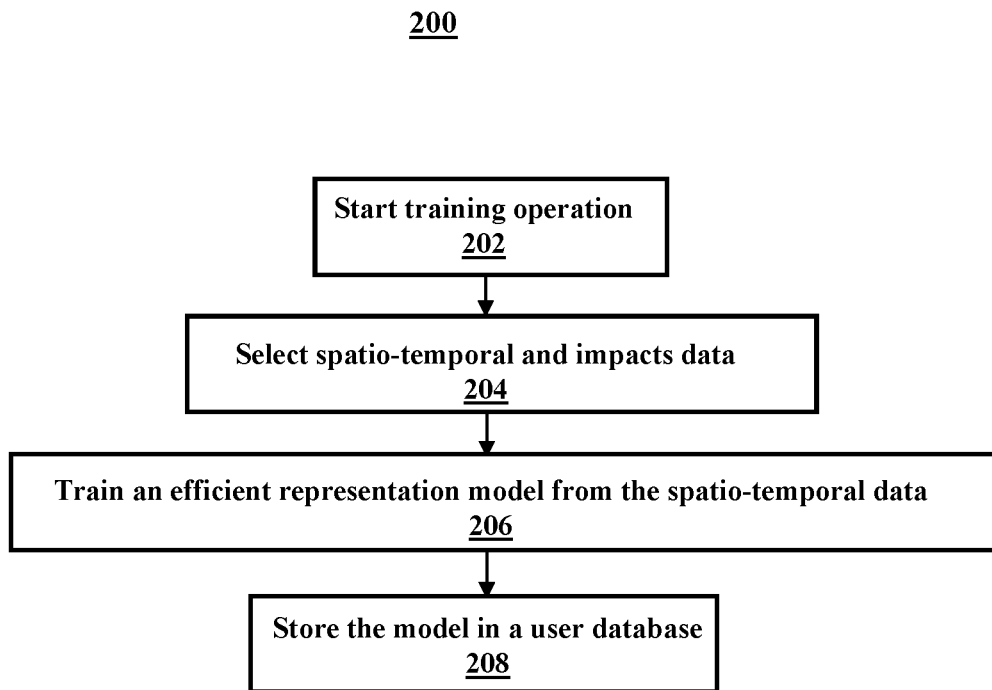 200
Start training operation
202
Select spatio-temporal and impacts data
204
Train an efficient representation model from the spatio-temporal data
206
Store the model in a user database
208